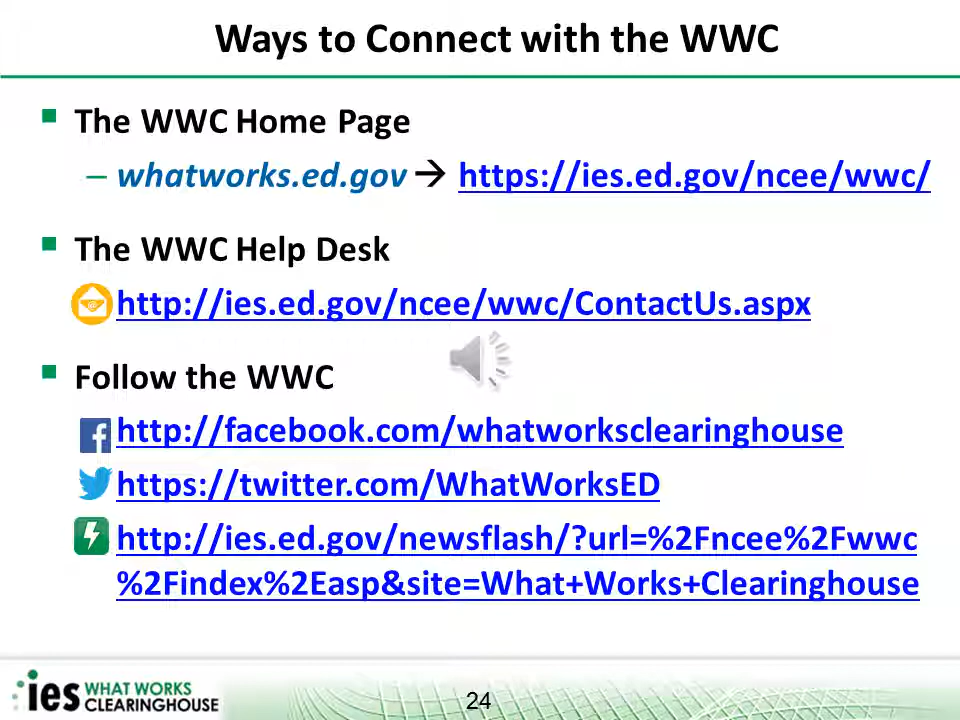 Ways to Connect with the WWC
The WWC Home Page
– whatworks.ed.gov → https://ies.ed.gov/ncee/wwc/
The WWC Help Desk
http://ies.ed.gov/ncee/wwc/ContactUs.aspx
Follow the WWC
http://facebook.com/whatworksclearinghouse
https://twitter.com/WhatWorksED
http://ies.ed.gov/newsflash/?url=%2Fncee%2Fwwc
%2Findex%2Easp&site=What+Works+Clearinghouse
ies WHAT WORKS
CLEARINGHOUSE
24